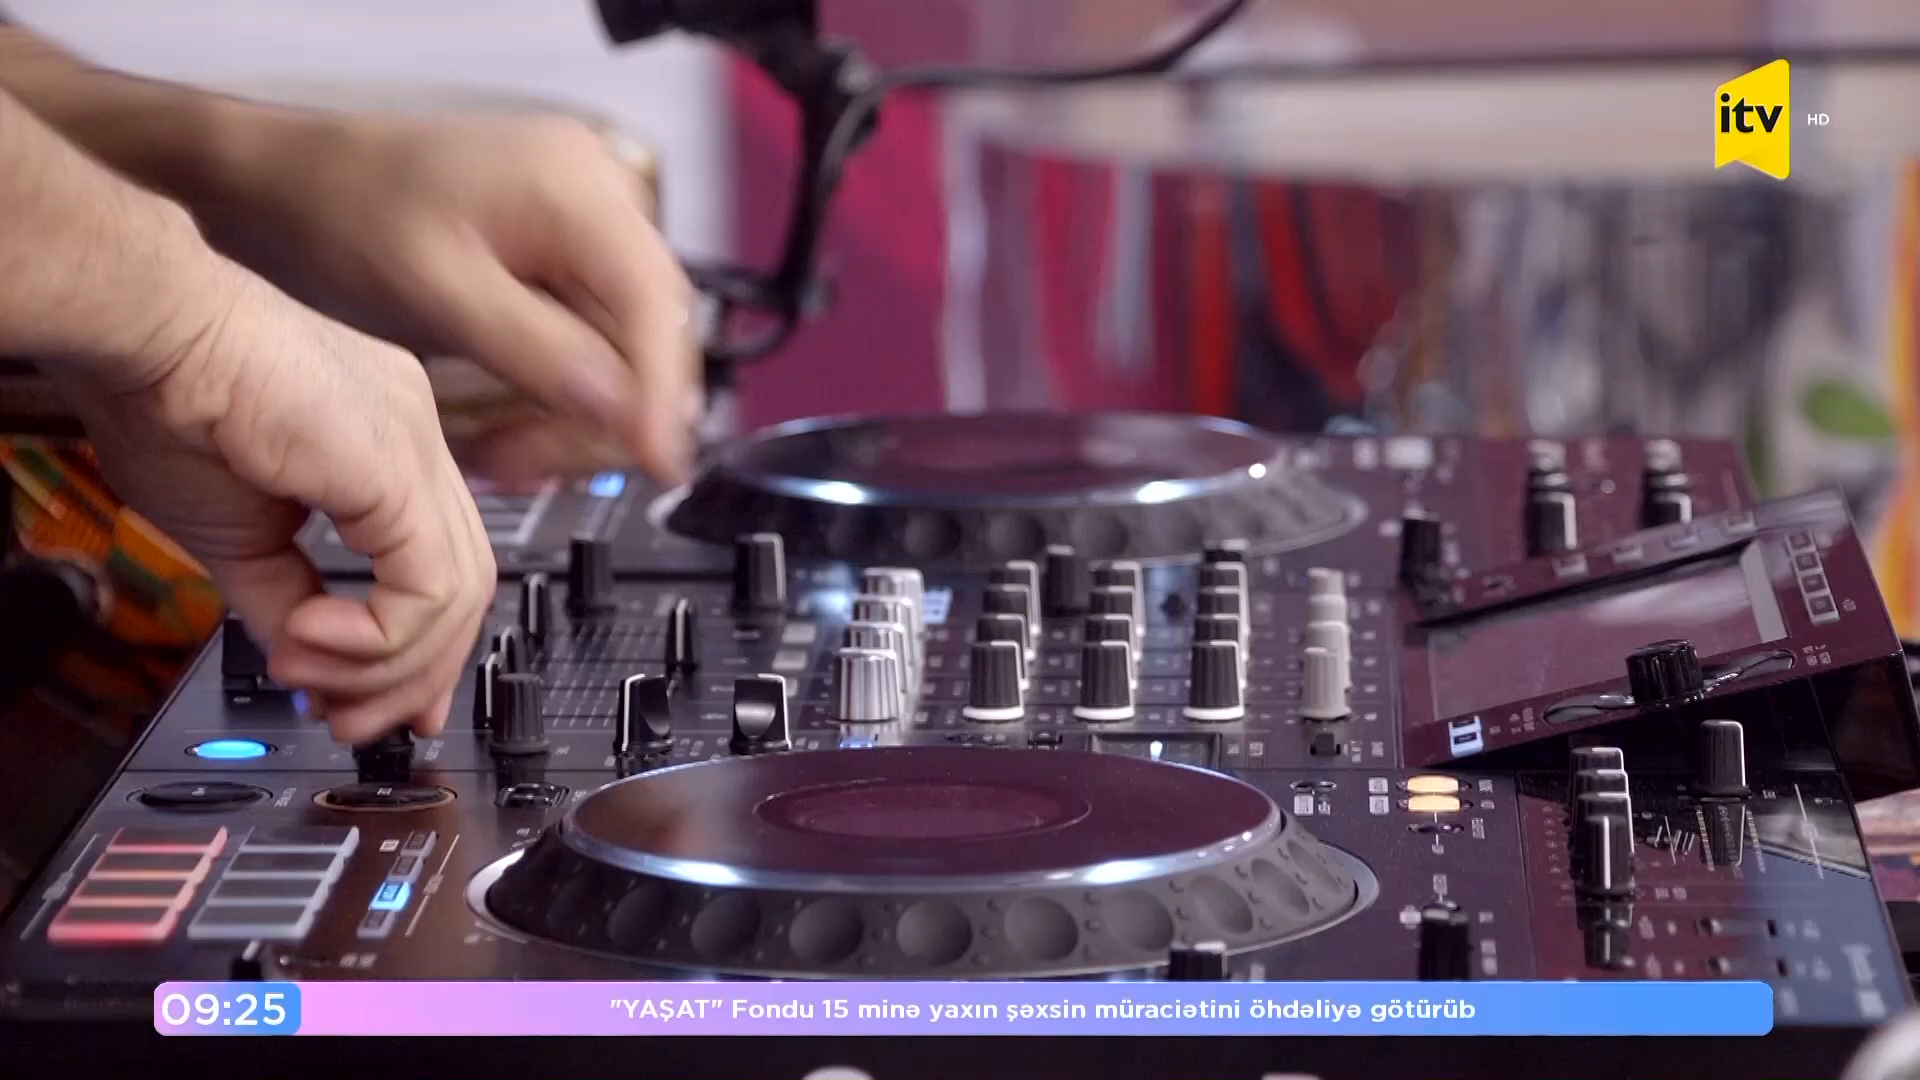 itv HD
09:25 "YAŞAT" Fondu 15 minə yaxın şəxsin müraciətini öhdəliyə götürüb